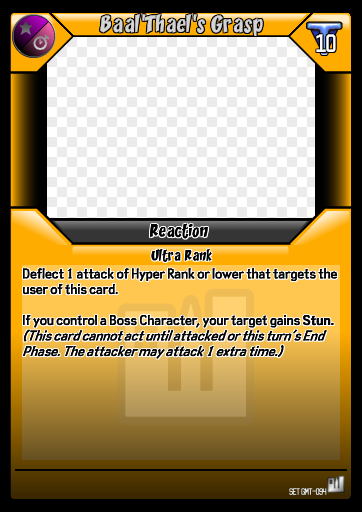 Baal'Thael's Grasp
10
Reaction
Ultra Rank
Deflect 1 attack of Hyper Rank or lower that targets the
user of this card.
If you control a Boss Character, your target gains Stun.
(This card cannot act until attacked or this turn's End
Phase. The attacker may attack 1 extra time.)
SET GMT-094